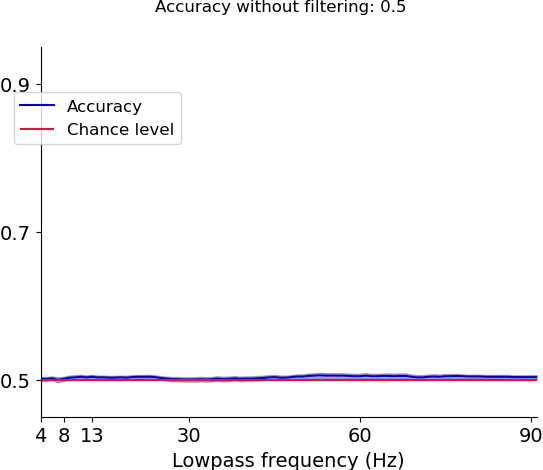 Accuracy without filtering: 0.5
0.9
Accuracy
Chance level
0.7
0.5
4 8 13 30 60 90
Lowpass frequency (Hz)